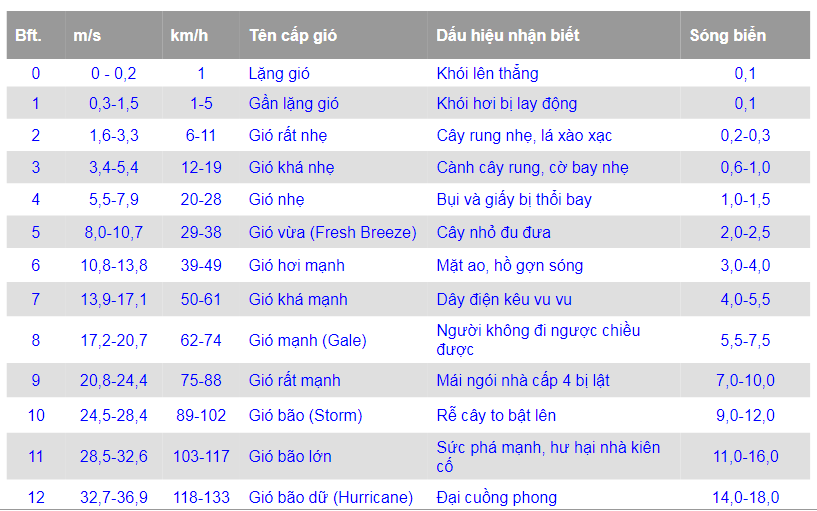 Bft. m/s km/h Tên cấp gió Dấu hiệu nhận biết Sóng biển
0 0 - 0,2 1 Lặng gió Khói lên thẳng 0,1
1 0,3-1,5 1-5 Gần lặng gió Khói hơi bị lay động 0,1
2 1,6-3,3 6-11 Gió rất nhẹ Cây rung nhẹ, lá xào xạc 0,2-0,3
3 3,4-5,4 12-19 Gió khá nhẹ Cành cây rung, cờ bay nhẹ 0,6-1,0
4 5,5-7,9 20-28 Gió nhẹ Bụi và giấy bị thổi bay 1,0-1,5
5 8,0-10,7 29-38 Gió vừa (Fresh Breeze) Cây nhỏ đu đưa 2,0-2,5
6 10,8-13,8 39-49 Gió hơi mạnh Mặt ao, hồ gợn sóng 3,0-4,0
7 13,9-17,1 50-61 Gió khá mạnh Dây điện kêu vu vu 4,0-5,5
8 17,2-20,7 62-74 Gió mạnh (Gale) Người không đi ngược chiều
được 5,5-7,5
9 20,8-24,4 75-88 Gió rất mạnh Mái ngói nhà cấp 4 bị lật 7,0-10,0
10 24,5-28,4 89-102 Gió bão (Storm) Rễ cây to bật lên 9,0-12,0
11 28,5-32,6 103-117 Gió bão lớn Sức phá mạnh, hư hại nhà kiên
cố 11,0-16,0
12 32,7-36,9 118-133 Gió bão dữ (Hurricane) Đại cuồng phong 14,0-18,0